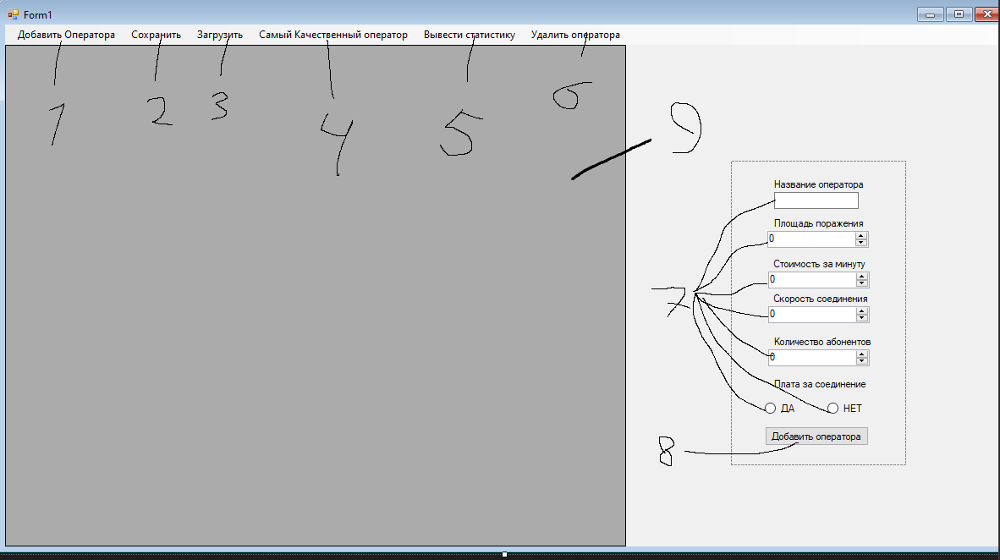 Form1
Добавить Оператора Сохранить Загрузить Самый Качественный оператор Вывести статистику Удалить оператора
1 2 3 4 5 6
9
Название оператора
Площадь поражения
0
Стоимость за минуту
0
7
Скорость соединения
0
Количество абонентов
0
Плата за соединение
ДА НЕТ
8
Добавить оператора